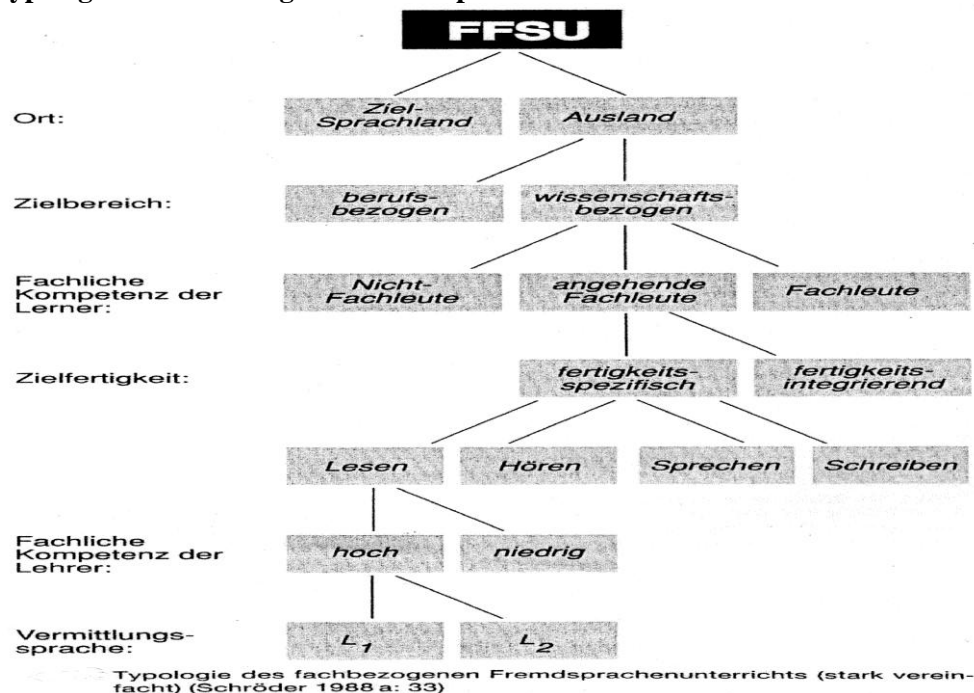 FFSU
Ort:
Ziel-
Sprachland
Ausland
Zielbereich:
berufs-
bezogen
wissenschafts-
bezogen
Fachliche
Kompetenz der
Lerner:
Nicht-
Fachleute
angehende
Fachleute
Fachleute
Zielfertigkeit:
fertigkeits-
spezifisch
fertigkeits-
integrierend
Lesen
Hören
Sprechen
Schreiben
Fachliche
Kompetenz der
Lehrer:
hoch
niedrig
Vermittlungs-
sprache:
L1
L2
Typologie des fachbezogenen Fremdsprachenunterrichts (stark verein-
facht) (Schröder 1988 a: 33)